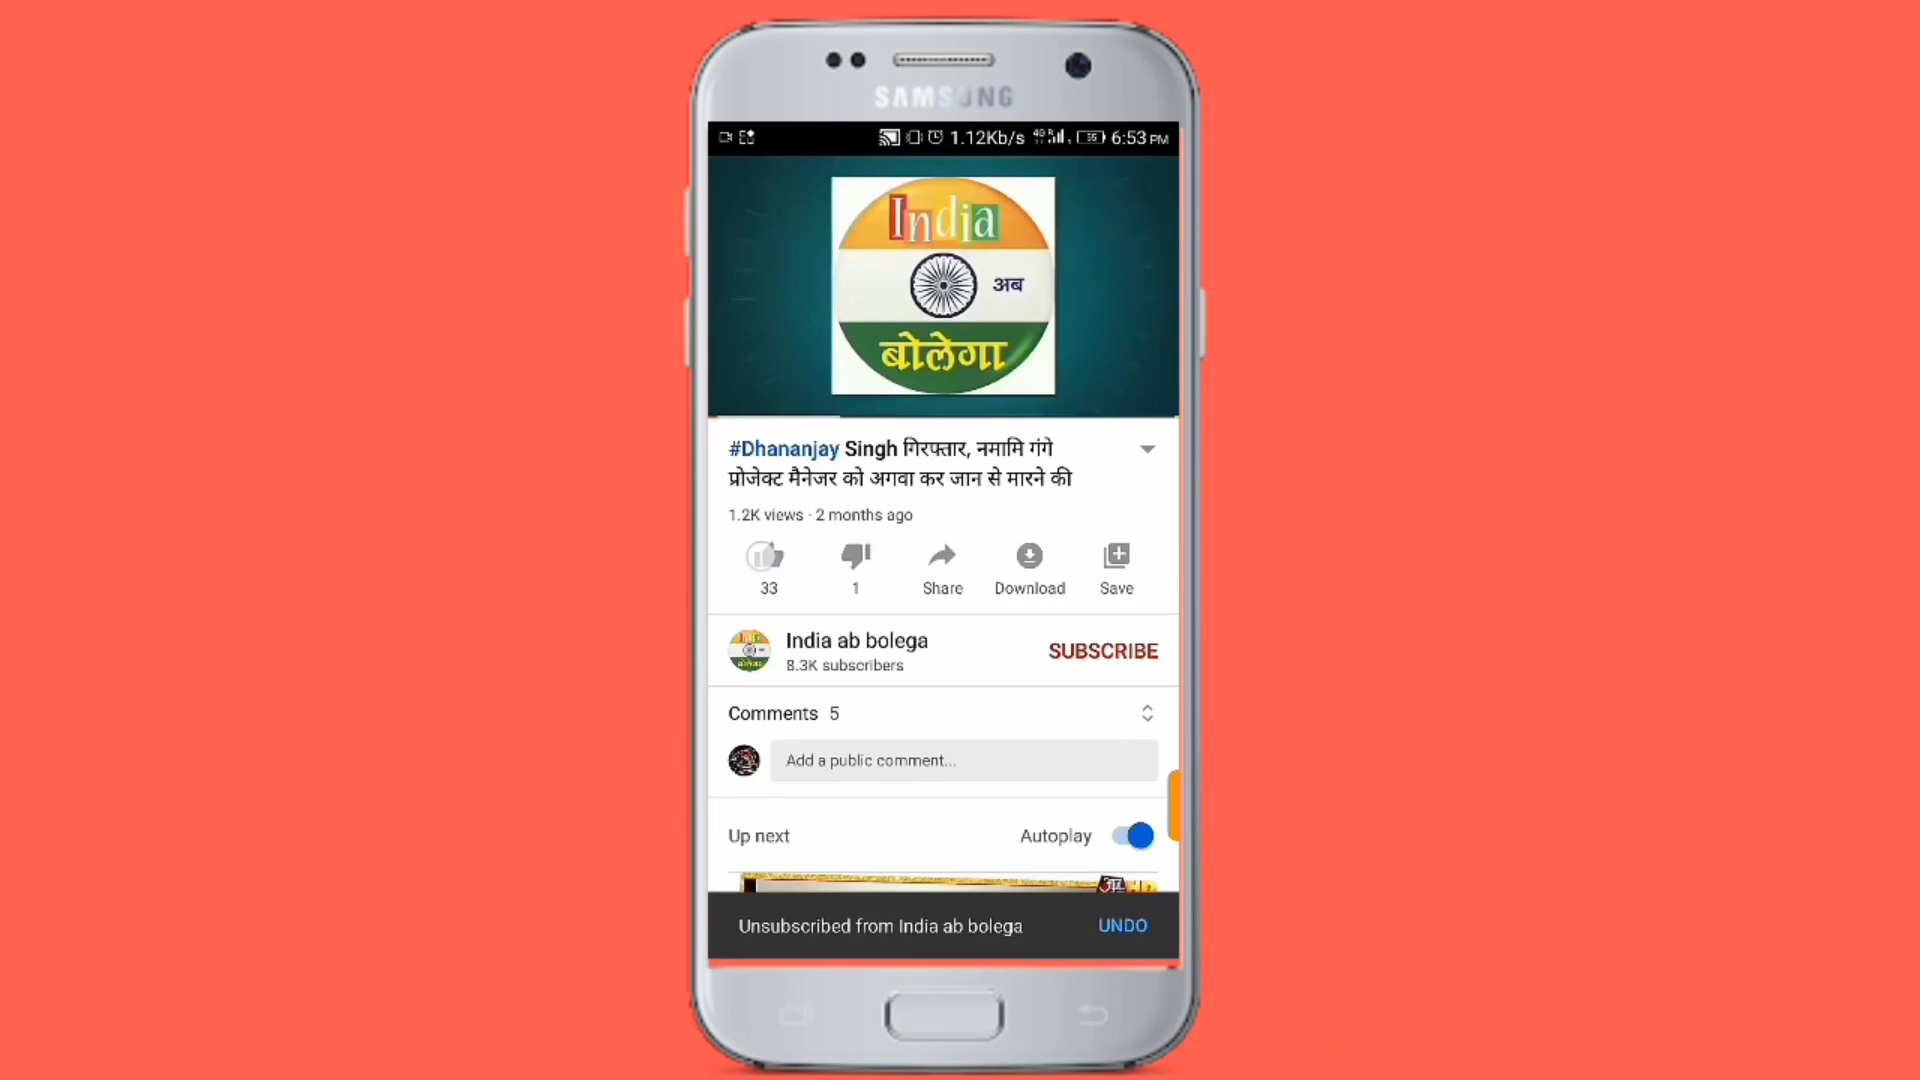 SAMSUNG
1.12Kb/s 6:53 PM
India
अब
बोलेगा
#Dhananjay Singh गिरफ्तार, नमामि गंगे
प्रोजेक्ट मैनेजर को अगवा कर जान से मारने की
1.2K views · 2 months ago
33 1 Share Download Save
India ab bolega SUBSCRIBE
8.3K subscribers
Comments 5
Add a public comment...
Up next Autoplay
Unsubscribed from India ab bolega UNDO